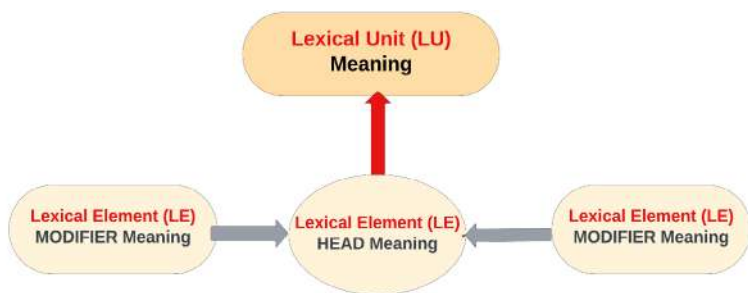 Lexical Unit (LU)
Meaning
Lexical Element (LE)
MODIFIER Meaning
Lexical Element (LE)
HEAD Meaning
Lexical Element (LE)
MODIFIER Meaning